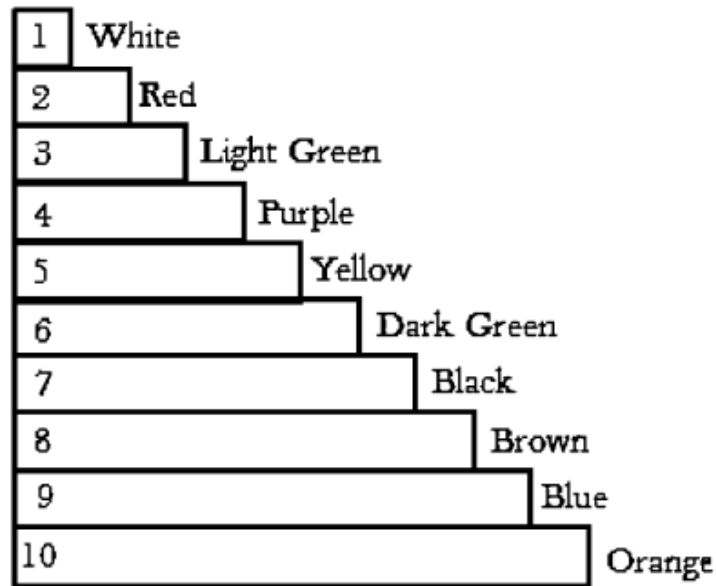 1 White
2 Red
3 Light Green
4 Purple
5 Yellow
6 Dark Green
7 Black
8 Brown
9 Blue
10 Orange